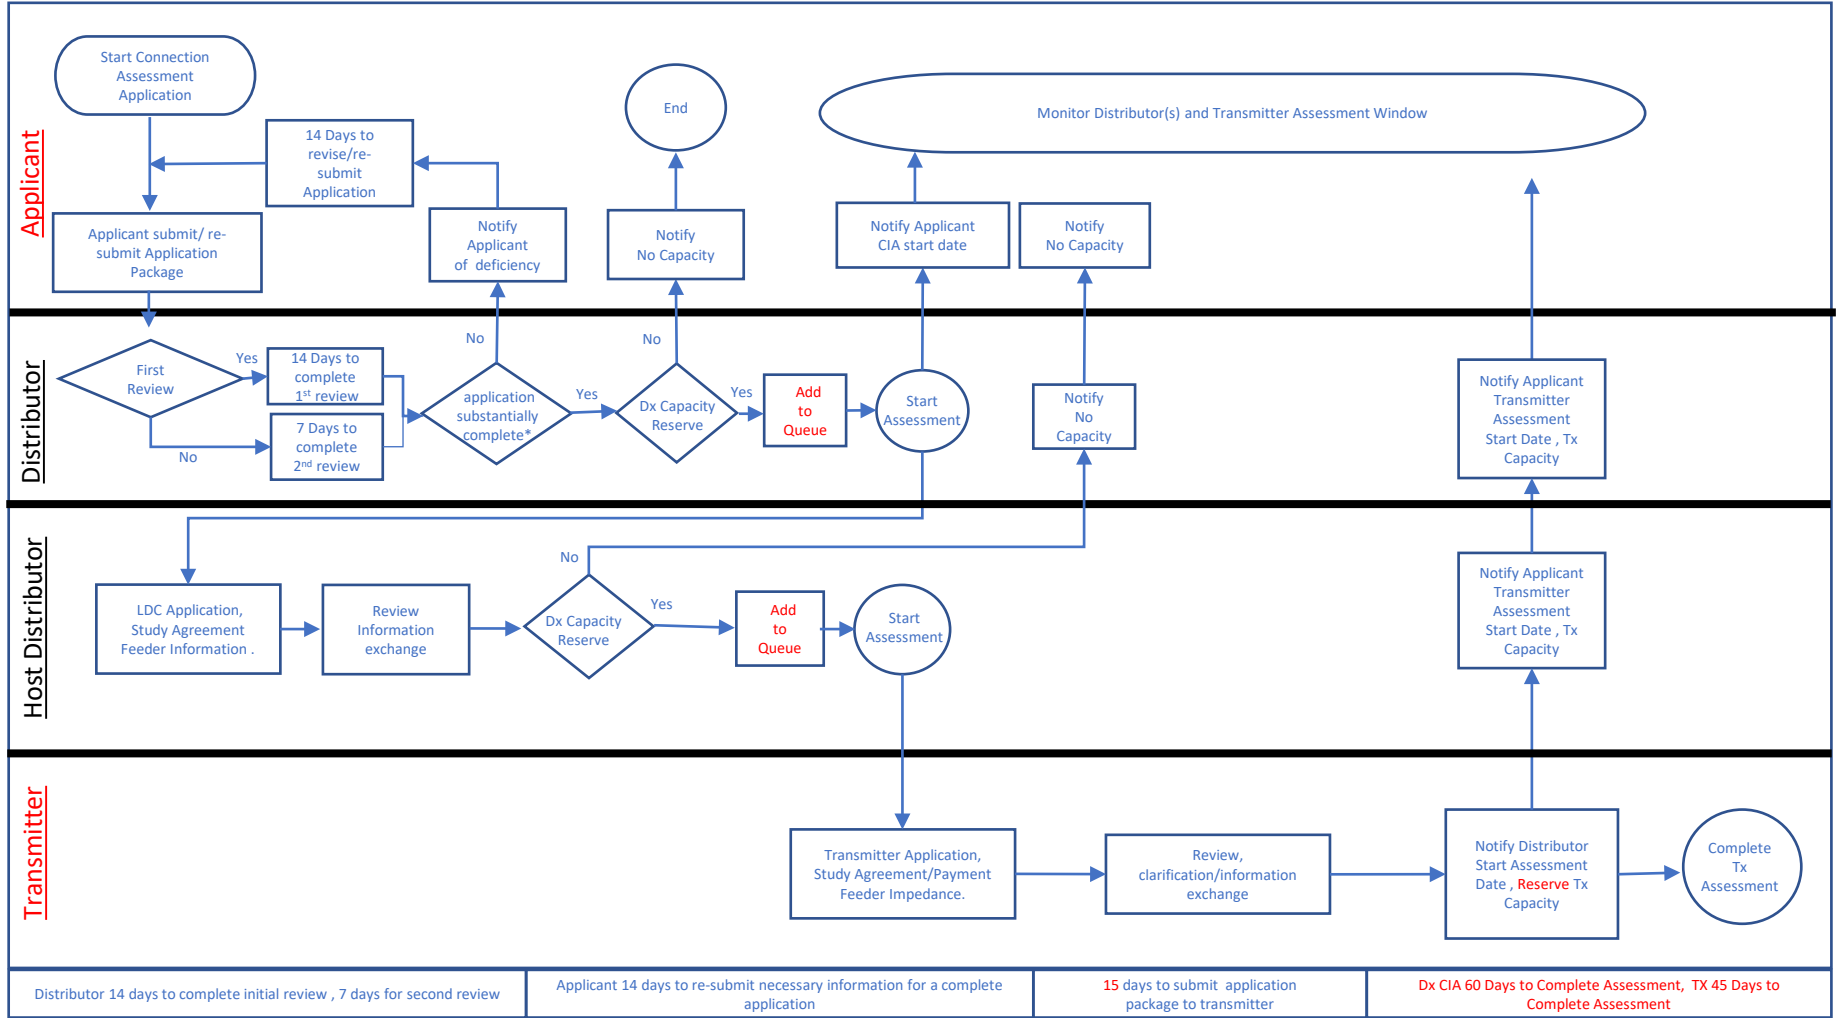 Applicant
Start Connection
Assessment
Application
14 Days to
revise/re-
submit
Application
Applicant submit/ re-
submit Application
Package
Notify
Applicant
of deficiency
End
Notify
No Capacity
Monitor Distributor(s) and Transmitter Assessment Window
Notify Applicant
CIA start date
Notify
No Capacity
Distributor
First
Review
Yes
No
14 Days to
complete
1st review
7 Days to
complete
2nd review
No
application
substantially
complete*
Yes
No
Dx Capacity
Reserve
Yes
Add
to
Queue
Start
Assessment
Notify
No
Capacity
Notify Applicant
Transmitter
Assessment
Start Date , Tx
Capacity
Host Distributor
LDC Application,
Study Agreement
Feeder Information .
Review
Information
exchange
No
Dx Capacity
Reserve
Yes
Add
to
Queue
Start
Assessment
Notify Applicant
Transmitter
Assessment
Start Date , Tx
Capacity
Transmitter
Transmitter Application,
Study Agreement/Payment
Feeder Impedance.
Review,
clarification/information
exchange
Notify Distributor
Start Assessment
Date , Reserve Tx
Capacity
Complete
Tx
Assessment
Distributor 14 days to complete initial review , 7 days for second review
Applicant 14 days to re-submit necessary information for a complete
application
15 days to submit application
package to transmitter
Dx CIA 60 Days to Complete Assessment, TX 45 Days to
Complete Assessment